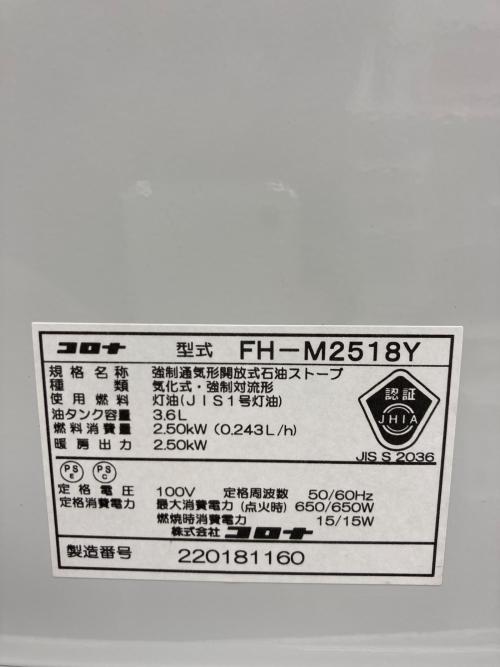 コロナ 型式 FH-M2518Y
規格名称 強制通気形開放式石油ストーブ
種類 気化式・強制対流形
使用燃料 灯油(JIS1号灯油)
油タンク容量 3.6L
燃料消費量 2.50kW (0.243L/h)
暖房出力 2.50kW
認証
JHIA
JIS S 2036
PS E PS C
定格電圧 100V 定格周波数 50/60Hz
定格消費電力 最大消費電力(点火時) 650/650W
燃焼時消費電力 15/15W
株式会社 コロナ
製造番号 220181160